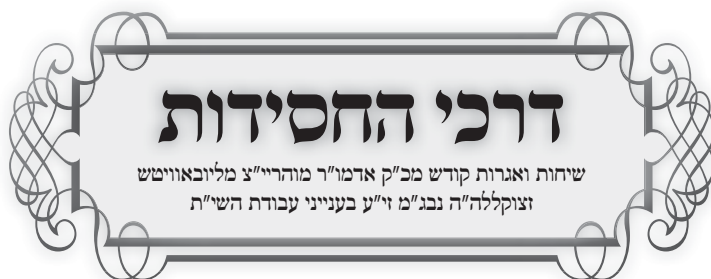 דרכי החסידות
שיחות ואגרות קודש מכ"ק אדמו"ר מוהריי"צ מליובאוויטש
זצוקללה"ה נבג"מ זי"ע בענייני עבודת השי"ת